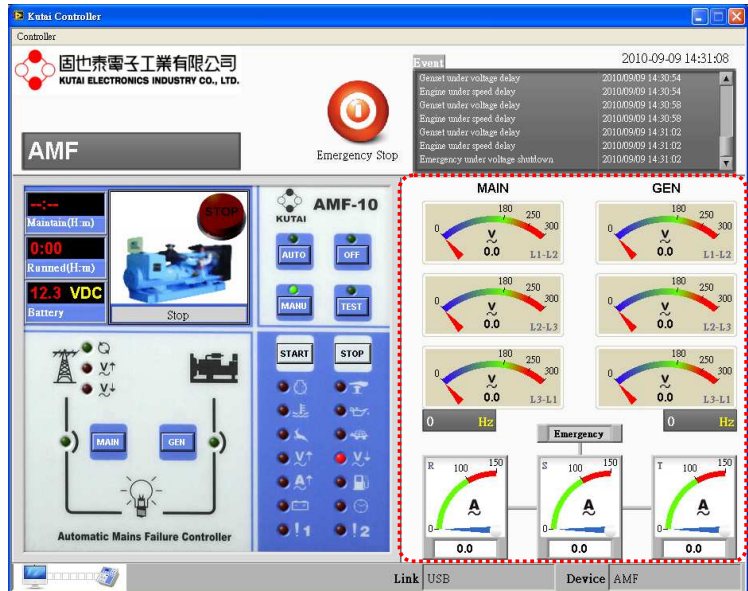 Kutai Controller
Controller
固也泰電子工業有限公司
KUTAI ELECTRONICS INDUSTRY CO., LTD.
AMF
Emergency Stop
2010-09-09 14:31:08
Event
Genset under voltage delay 2010/09/09 14:30:54
Engine under speed delay 2010/09/09 14:30:54
Genset under voltage delay 2010/09/09 14:30:58
Engine under speed delay 2010/09/09 14:30:58
Genset under voltage delay 2010/09/09 14:31:02
Engine under speed delay 2010/09/09 14:31:02
Emergency under voltage shutdown 2010/09/09 14:31:02
--:--
Maintain(H:m)
0:00
Runned(H:m)
12.3 VDC
Battery
STOP
Stop
KUTAI
AMF-10
AUTO OFF
MANU TEST
START STOP
V↑
V↓
MAIN GEN
V↑ V↓
A↑
!1 !2
Automatic Mains Failure Controller
MAIN GEN
0 180 250 300 V 0.0 L1-L2
0 180 250 300 V 0.0 L1-L2
0 180 250 300 V 0.0 L2-L3
0 180 250 300 V 0.0 L2-L3
0 180 250 300 V 0.0 L3-L1
0 180 250 300 V 0.0 L3-L1
0 Hz
0 Hz
Emergency
R 0 100 150 A 0.0
S 0 100 150 A 0.0
T 0 100 150 A 0.0
Link USB Device AMF